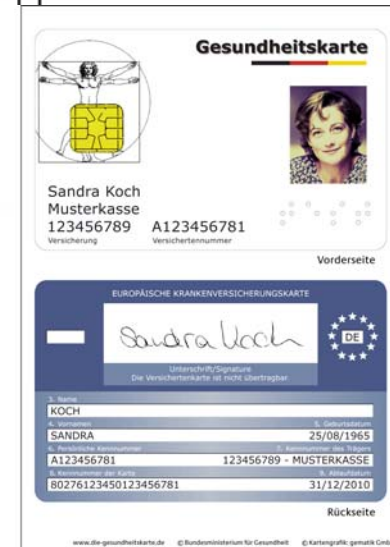 Gesundheitskarte
Sandra Koch
Musterkasse
123456789 A123456781
Versicherung Versichertennummer
Vorderseite
EUROPÄISCHE KRANKENVERSICHERUNGSKARTE
Sandra Koch
DE
Unterschrift/Signature
Die Versichertenkarte ist nicht übertragbar
3. Name
KOCH
4. Vornamen 5. Geburtsdatum
SANDRA 25/08/1965
6. Persönliche Kennnummer 7. Kennnummer des Trägers
A123456781 123456789 - MUSTERKASSE
8. Kennnummer der Karte 9. Ablaufdatum
80276123450123456781 31/12/2010
Rückseite
www.die-gesundheitskarte.de © Bundesministerium für Gesundheit © Kartengrafik: gematik GmbH